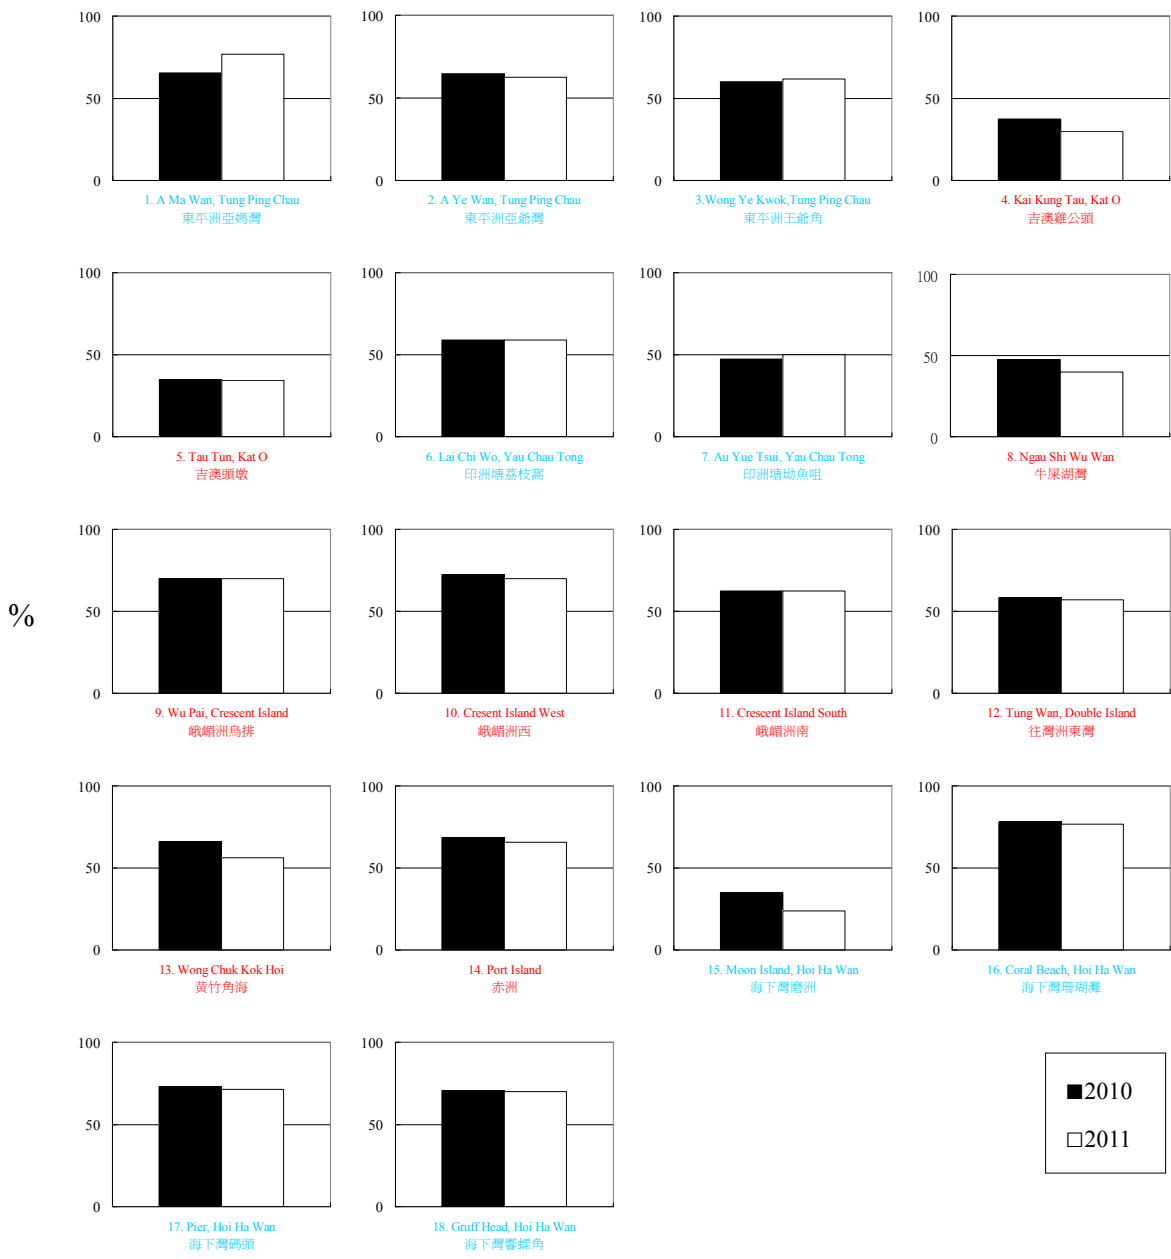 100
50
0
1. A Ma Wan, Tung Ping Chau
東平洲亞媽灣
100
50
0
2. A Ye Wan, Tung Ping Chau
東平洲亞爺灣
100
50
0
3.Wong Ye Kwok,Tung Ping Chau
東平洲王爺角
100
50
0
4. Kai Kung Tau, Kat O
吉澳雞公頭
100
50
0
5. Tau Tun, Kat O
吉澳頭墩
100
50
0
6. Lai Chi Wo, Yau Chau Tong
印洲塘荔枝窩
100
50
0
7. Au Yue Tsui, Yau Chau Tong
印洲塘坳魚咀
100
50
0
8. Ngau Shi Wu Wan
牛屎湖灣
%
100
50
0
9. Wu Pai, Crescent Island
峨嵋洲烏排
100
50
0
10. Cresent Island West
峨嵋洲西
100
50
0
11. Crescent Island South
峨嵋洲南
100
50
0
12. Tung Wan, Double Island
往灣洲東灣
100
50
0
13. Wong Chuk Kok Hoi
黃竹角海
100
50
0
14. Port Island
赤洲
100
50
0
15. Moon Island, Hoi Ha Wan
海下灣磨洲
100
50
0
16. Coral Beach, Hoi Ha Wan
海下灣珊瑚灘
100
50
0
17. Pier, Hoi Ha Wan
海下灣碼頭
100
50
0
18. Gruff Head, Hoi Ha Wan
海下灣響螺角
2010
2011